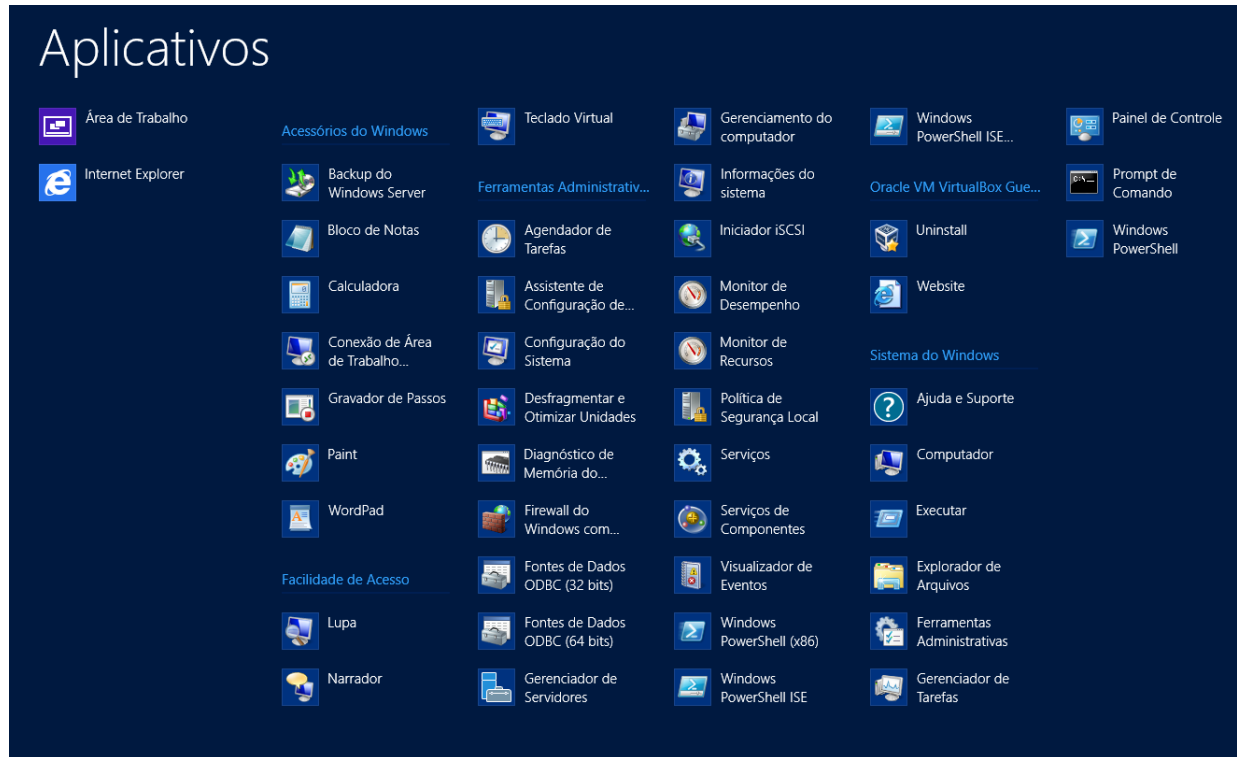 Aplicativos
Área de Trabalho
Internet Explorer
Acessórios do Windows
Backup do
Windows Server
Bloco de Notas
Calculadora
Conexão de Área
de Trabalho...
Gravador de Passos
Paint
WordPad
Facilidade de Acesso
Lupa
Narrador
Teclado Virtual
Ferramentas Administrativ...
Agendador de
Tarefas
Assistente de
Configuração de...
Configuração do
Sistema
Desfragmentar e
Otimizar Unidades
Diagnóstico de
Memória do...
Firewall do
Windows com...
Fontes de Dados
ODBC (32 bits)
Fontes de Dados
ODBC (64 bits)
Gerenciador de
Servidores
Gerenciamento do
computador
Informações do
sistema
Iniciador iSCSI
Monitor de
Desempenho
Monitor de
Recursos
Política de
Segurança Local
Serviços
Serviços de
Componentes
Visualizador de
Eventos
Windows
PowerShell (x86)
Windows
PowerShell ISE
Windows
PowerShell ISE...
Oracle VM VirtualBox Gue...
Uninstall
Website
Sistema do Windows
Ajuda e Suporte
Computador
Executar
Explorador de
Arquivos
Ferramentas
Administrativas
Gerenciador de
Tarefas
Painel de Controle
Prompt de
Comando
Windows
PowerShell